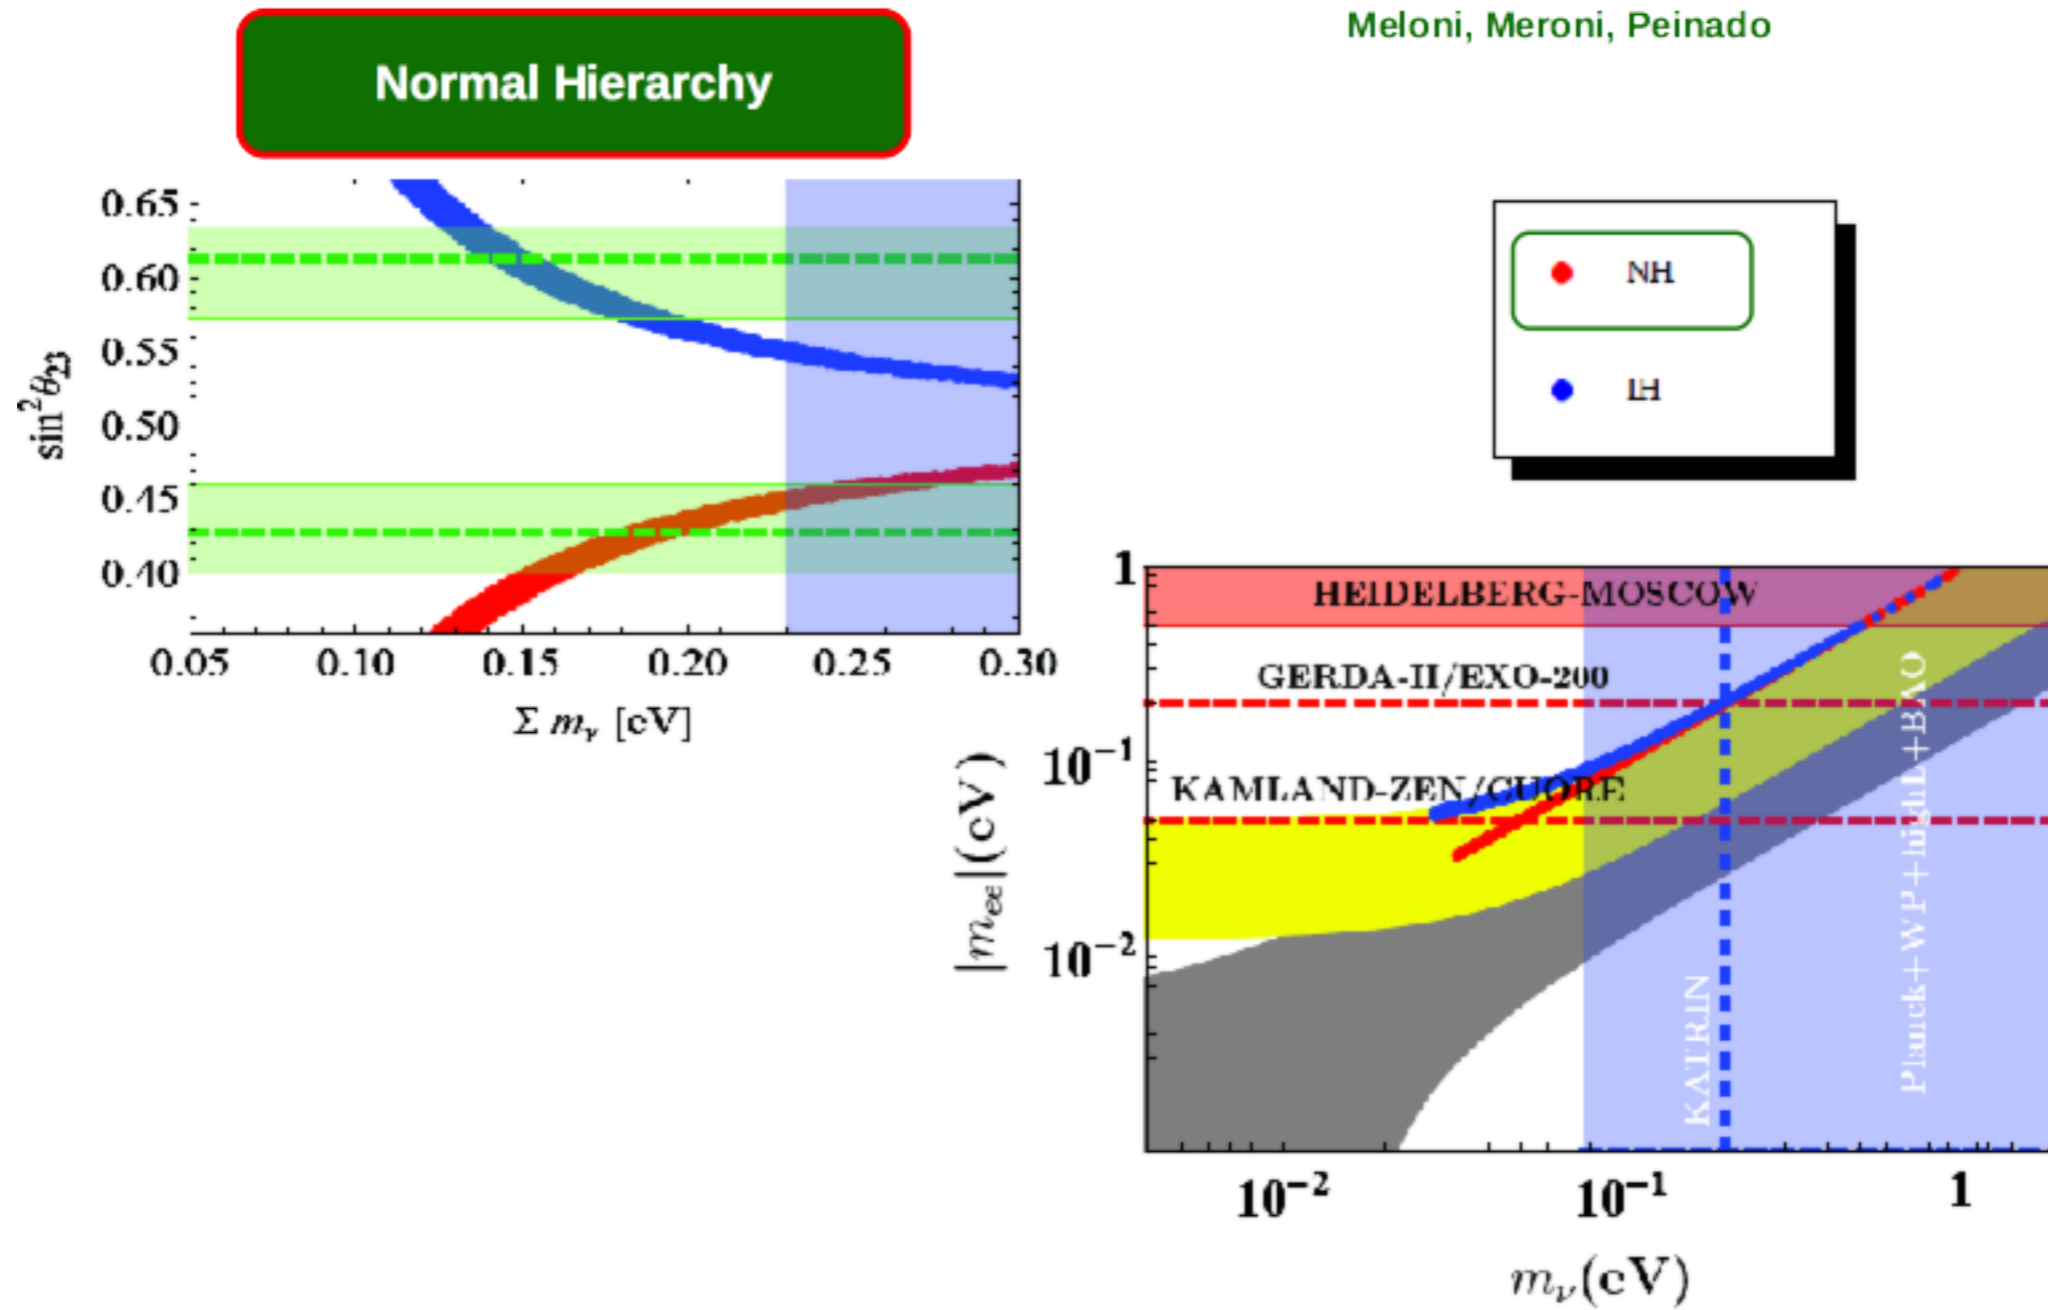 Normal Hierarchy
Meloni, Meroni, Peinado
0.65
0.60
0.55
0.50
0.45
0.40
sin²θ₂₃
0.05 0.10 0.15 0.20 0.25 0.30
Σ mᵥ [eV]
NH
IH
1
10⁻¹
10⁻²
|mₑₑ|(eV)
HEIDELBERG-MOSCOW
GERDA-II/EXO-200
KAMLAND-ZEN/CUORE
KATRIN
Planck+WP+highL+BAO
10⁻² 10⁻¹ 1
mᵥ(eV)